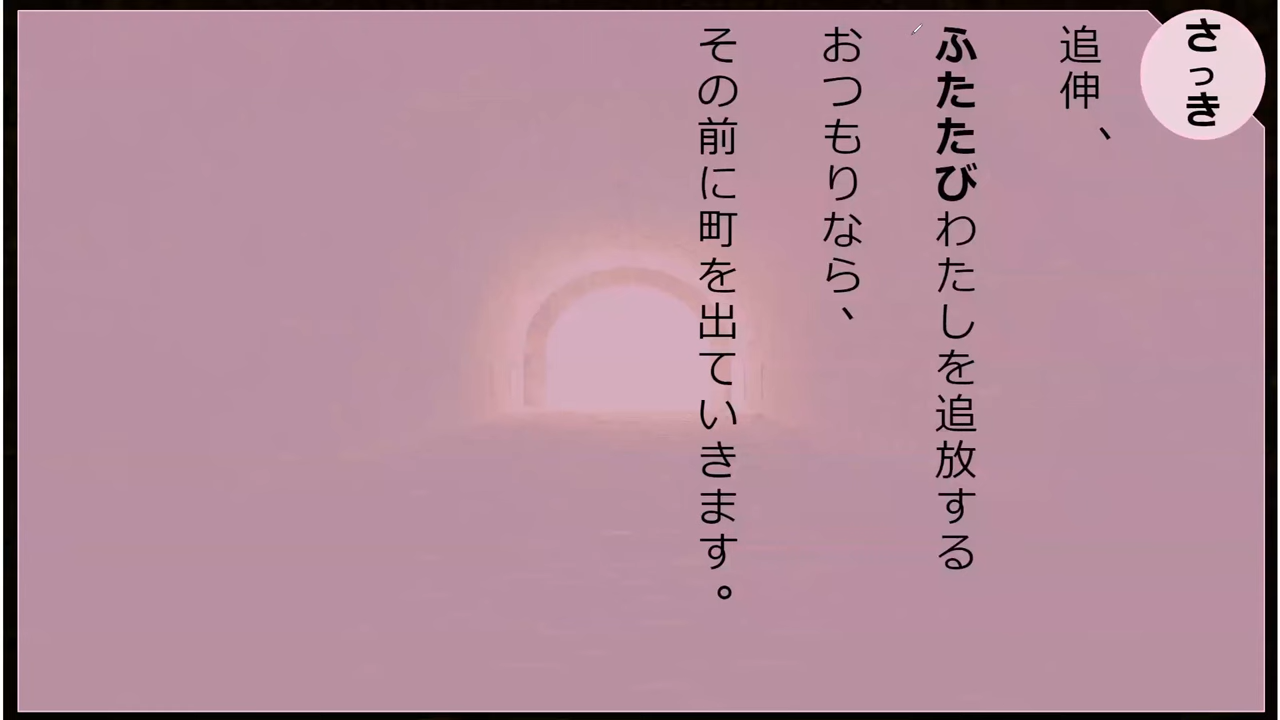 さっき
追伸、
ふたたびわたしを追放する
おつもりなら、
その前に町を出ていきます。